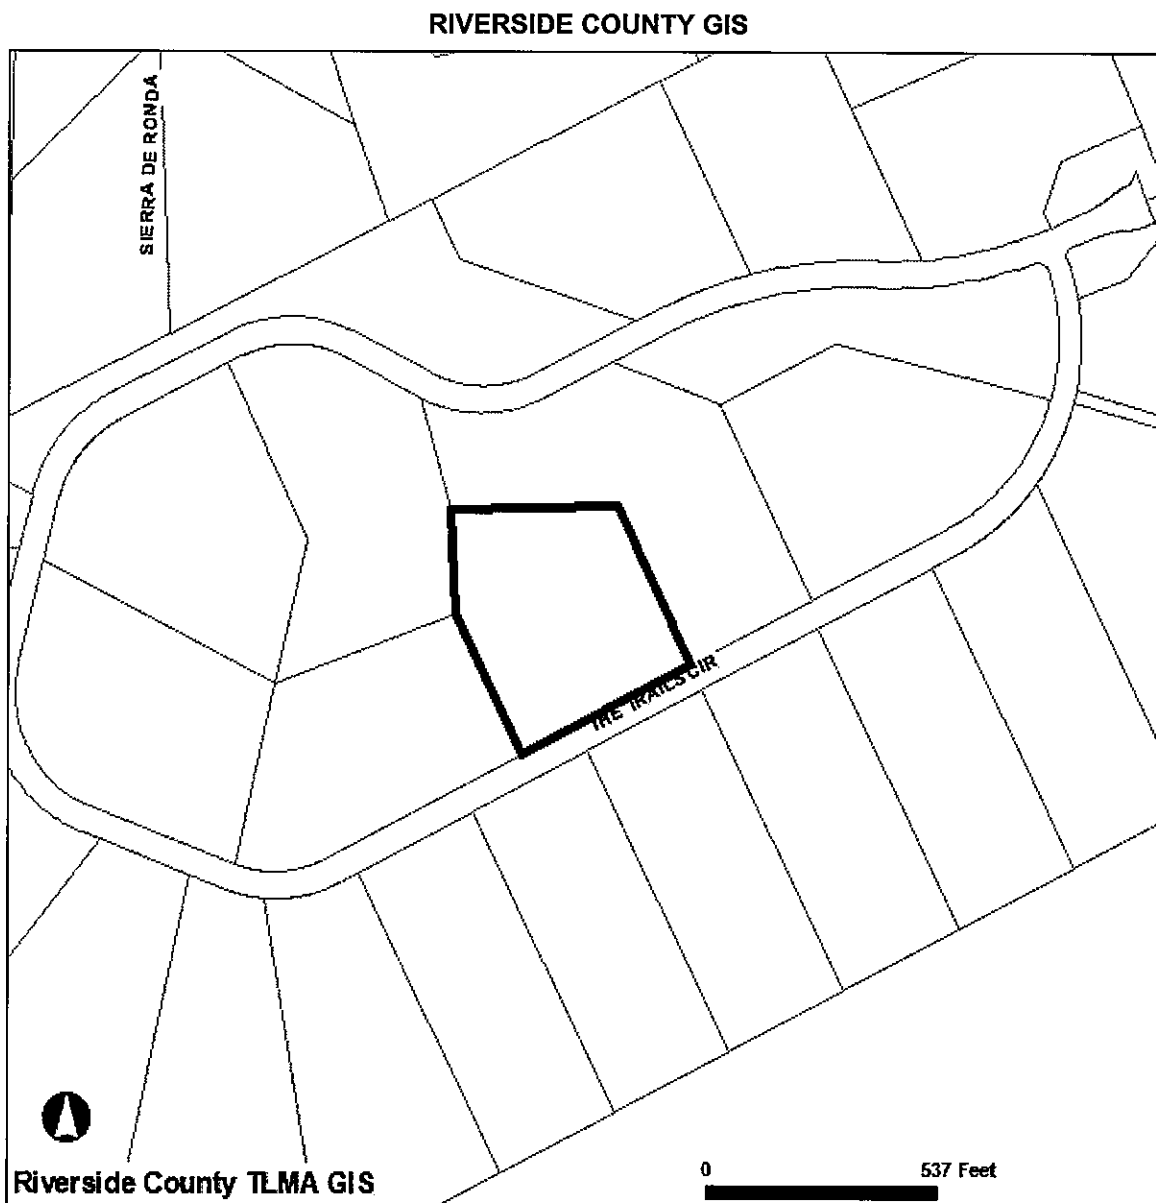 RIVERSIDE COUNTY GIS
SIERRA DE RONDA
THE TRAILS CIR
Riverside County TLMA GIS
0
537 Feet